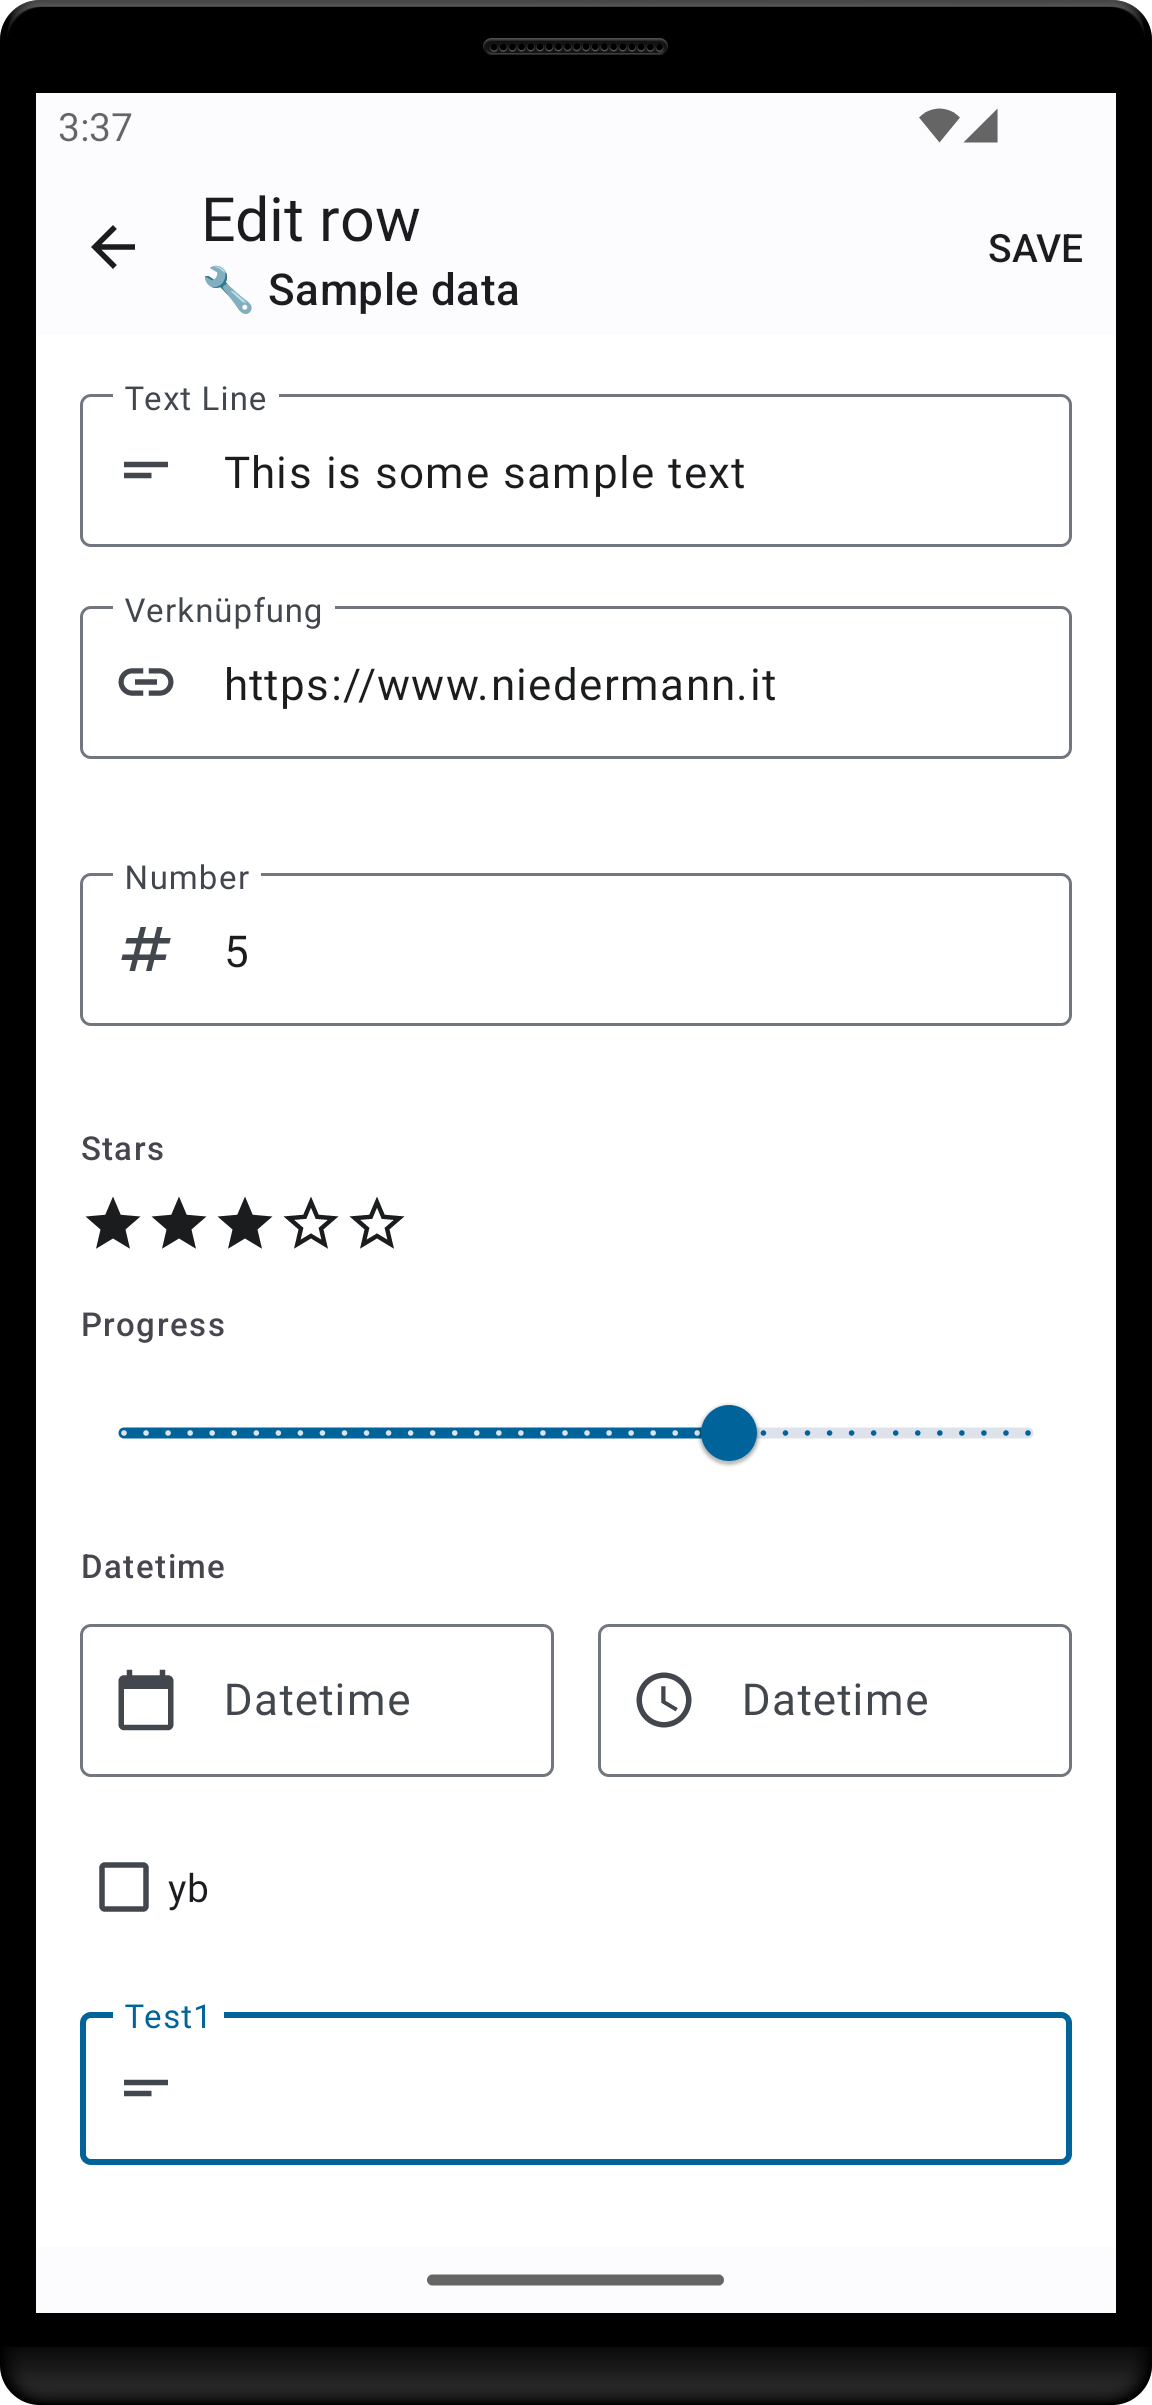 3:37
Edit row
SAVE
🔧 Sample data
Text Line
This is some sample text
Verknüpfung
https://www.niedermann.it
Number
5
Stars
Progress
Datetime
Datetime
Datetime
yb
Test1